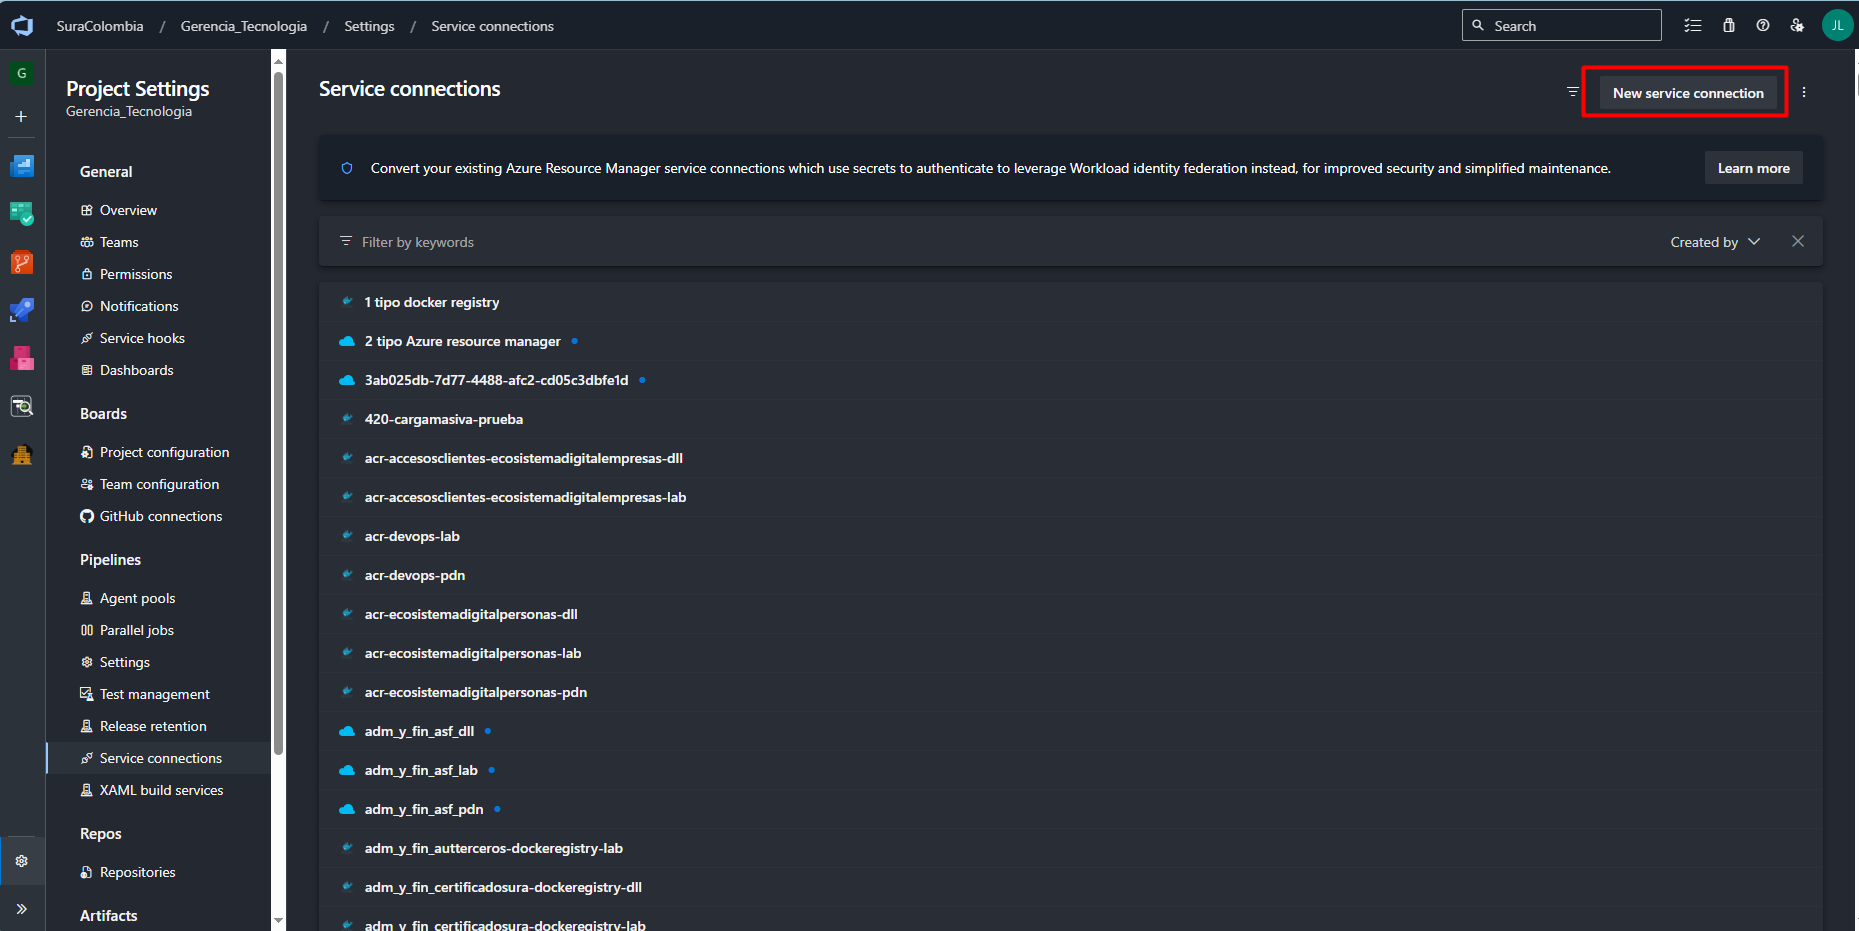 SuraColombia / Gerencia_Tecnologia / Settings / Service connections
Search
JL
G
Project Settings
Gerencia_Tecnologia
General
Overview
Teams
Permissions
Notifications
Service hooks
Dashboards
Boards
Project configuration
Team configuration
GitHub connections
Pipelines
Agent pools
Parallel jobs
Settings
Test management
Release retention
Service connections
XAML build services
Repos
Repositories
Artifacts
Service connections
New service connection
Convert your existing Azure Resource Manager service connections which use secrets to authenticate to leverage Workload identity federation instead, for improved security and simplified maintenance.
Learn more
Filter by keywords
Created by
1 tipo docker registry
2 tipo Azure resource manager
3ab025db-7d77-4488-afc2-cd05c3dbfe1d
420-cargamasiva-prueba
acr-accesosclientes-ecosistemadigitalempresas-dll
acr-accesosclientes-ecosistemadigitalempresas-lab
acr-devops-lab
acr-devops-pdn
acr-ecosistemadigitalpersonas-dll
acr-ecosistemadigitalpersonas-lab
acr-ecosistemadigitalpersonas-pdn
adm_y_fin_asf_dll
adm_y_fin_asf_lab
adm_y_fin_asf_pdn
adm_y_fin_autterceros-dockeregistry-lab
adm_y_fin_certificadosura-dockeregistry-dll
adm_y_fin_certificadosura-dockeregistry-lab